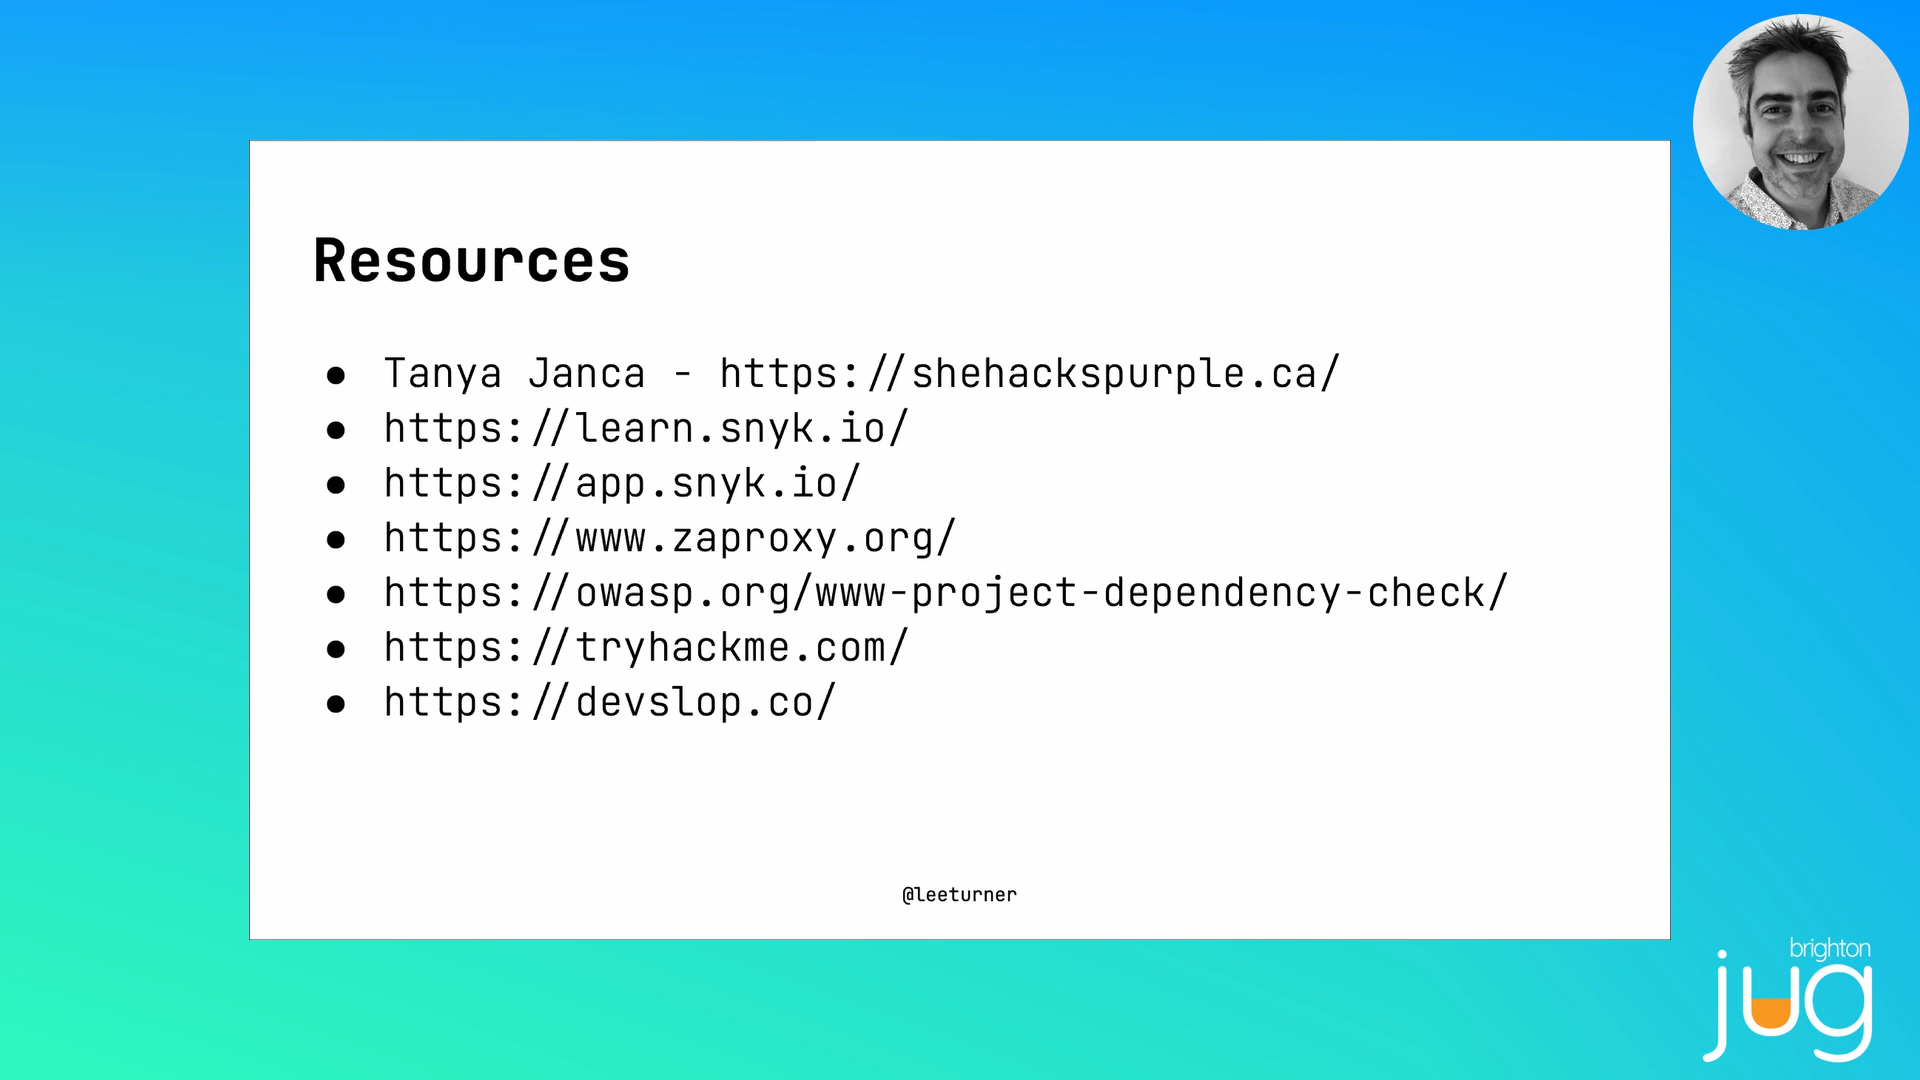 Resources
● Tanya Janca - https://shehackspurple.ca/
● https://learn.snyk.io/
● https://app.snyk.io/
● https://www.zaproxy.org/
● https://owasp.org/www-project-dependency-check/
● https://tryhackme.com/
● https://devslop.co/
@leeturner
brighton
jug